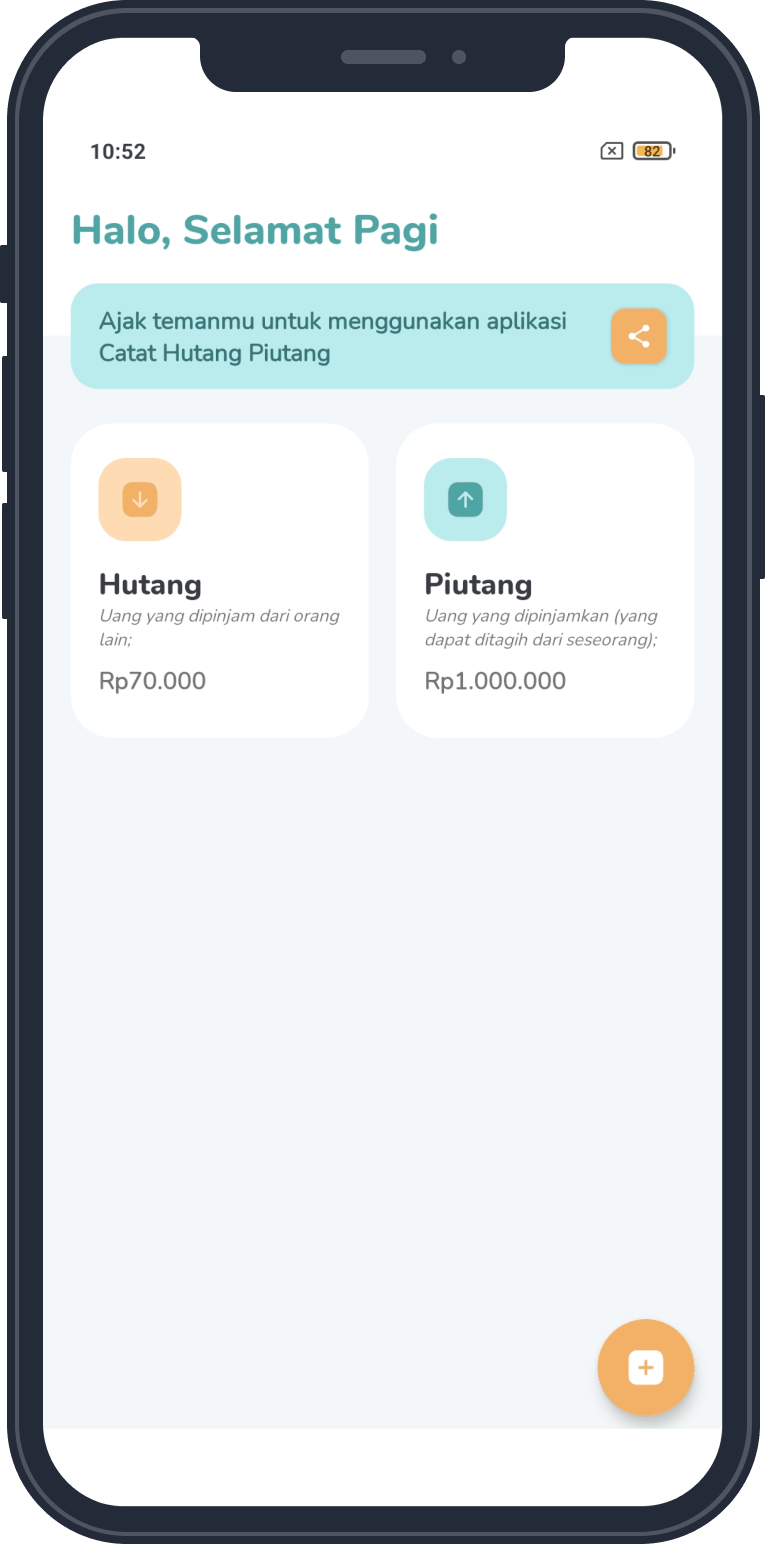 10:52
82
Halo, Selamat Pagi
Ajak temanmu untuk menggunakan aplikasi
Catat Hutang Piutang
Hutang
Uang yang dipinjam dari orang
lain;
Rp70.000
Piutang
Uang yang dipinjamkan (yang
dapat ditagih dari seseorang);
Rp1.000.000